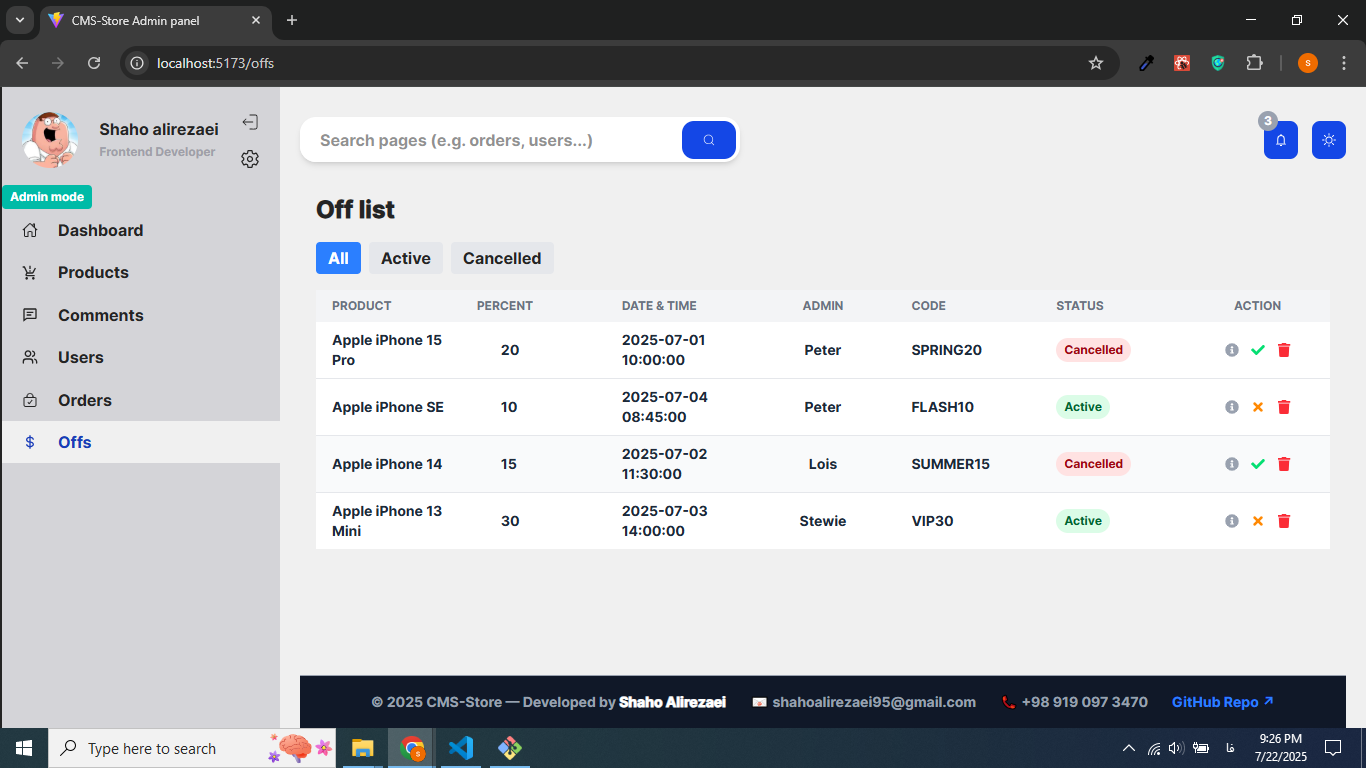 CMS-Store Admin panel
localhost:5173/offs
S
Shaho alirezaei
Frontend Developer
Admin mode
Dashboard
Products
Comments
Users
Orders
Offs
Search pages (e.g. orders, users...)
3
Off list
All Active Cancelled
PRODUCT PERCENT DATE & TIME ADMIN CODE STATUS ACTION
Apple iPhone 15
Pro
20
2025-07-01
10:00:00
Peter
SPRING20
Cancelled
Apple iPhone SE
10
2025-07-04
08:45:00
Peter
FLASH10
Active
Apple iPhone 14
15
2025-07-02
11:30:00
Lois
SUMMER15
Cancelled
Apple iPhone 13
Mini
30
2025-07-03
14:00:00
Stewie
VIP30
Active
© 2025 CMS-Store — Developed by Shaho Alirezaei shahoalirezaei95@gmail.com +98 919 097 3470 GitHub Repo ↗
Type here to search
S
فا
9:26 PM
7/22/2025